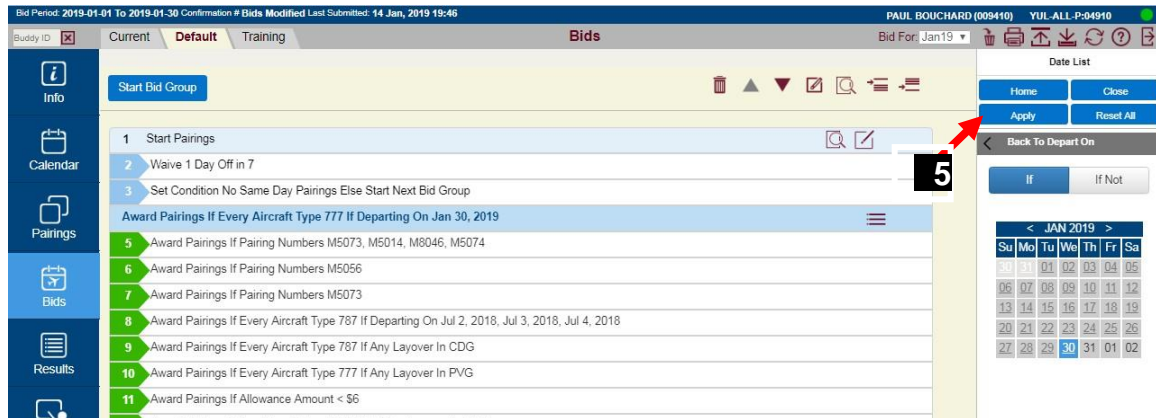 Bid Period: 2019-01-01 To 2019-01-30 Confirmation # Bids Modified Last Submitted: 14 Jan, 2019 19:46
PAUL BOUCHARD (009410) YUL-ALL-P:04910
Buddy ID X
Current Default Training
Bids
Bid For: Jan19
Info
Calendar
Pairings
Bids
Results
Start Bid Group
1 Start Pairings
2 Waive 1 Day Off in 7
3 Set Condition No Same Day Pairings Else Start Next Bid Group
Award Pairings If Every Aircraft Type 777 If Departing On Jan 30, 2019
5 Award Pairings If Pairing Numbers M5073, M5014, M8046, M5074
6 Award Pairings If Pairing Numbers M5056
7 Award Pairings If Pairing Numbers M5073
8 Award Pairings If Every Aircraft Type 787 If Departing On Jul 2, 2018, Jul 3, 2018, Jul 4, 2018
9 Award Pairings If Every Aircraft Type 787 If Any Layover In CDG
10 Award Pairings If Every Aircraft Type 777 If Any Layover In PVG
11 Award Pairings If Allowance Amount < $6
5
Date List
Home Close
Apply Reset All
< Back To Depart On
If If Not
< JAN 2019 >
Su Mo Tu We Th Fr Sa
30 31 01 02 03 04 05
06 07 08 09 10 11 12
13 14 15 16 17 18 19
20 21 22 23 24 25 26
27 28 29 30 31 01 02